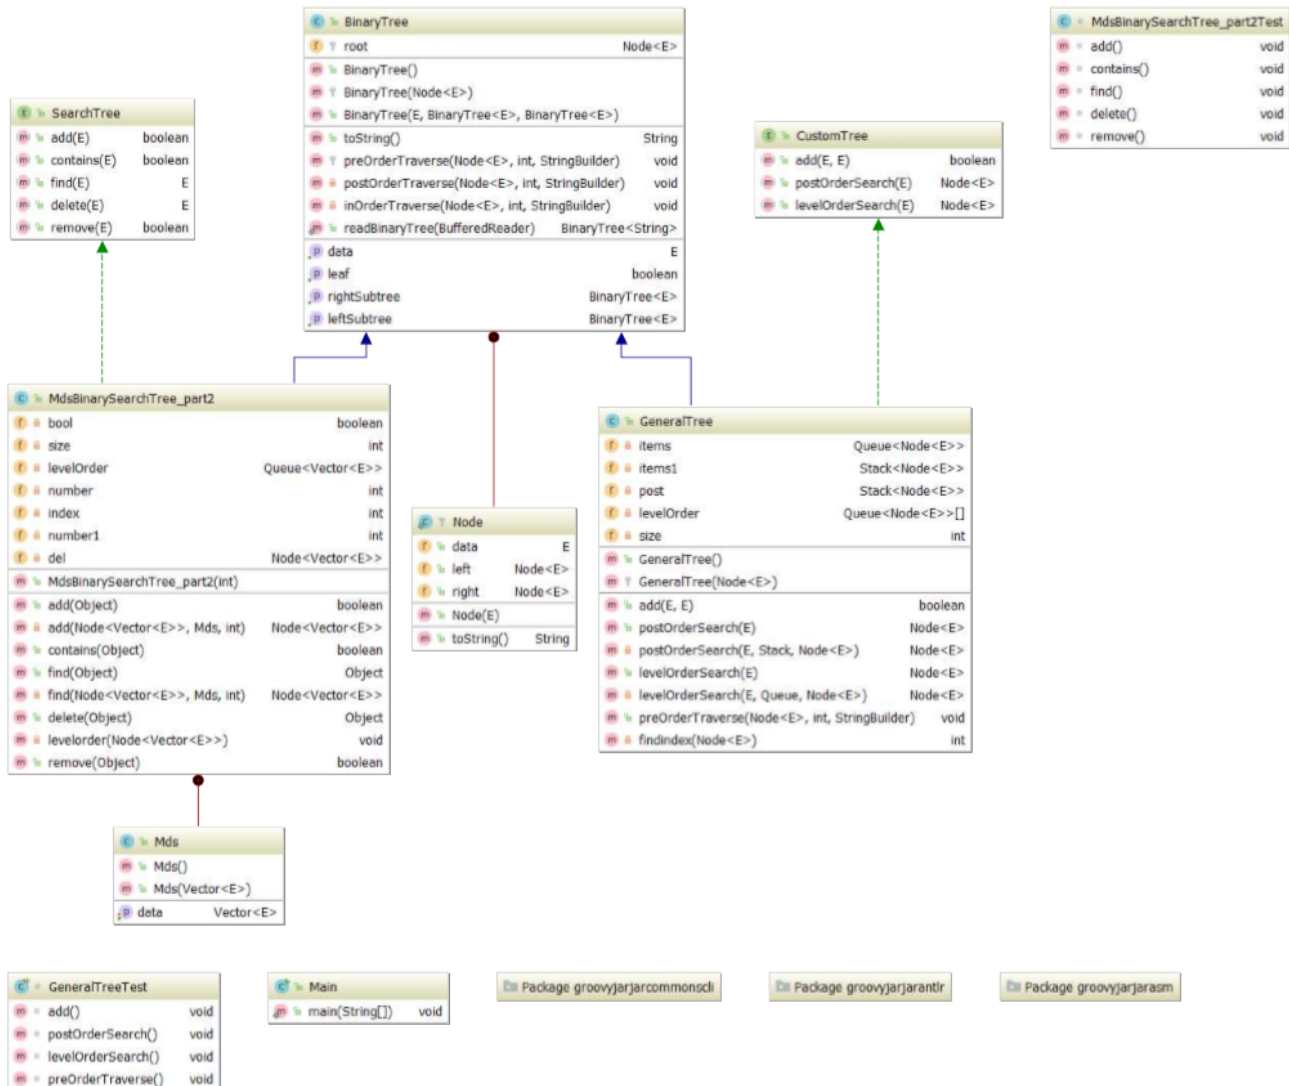 BinaryTree
root Node<E>
BinaryTree()
BinaryTree(Node<E>)
BinaryTree(E, BinaryTree<E>, BinaryTree<E>)
toString() String
preOrderTraverse(Node<E>, int, StringBuilder) void
postOrderTraverse(Node<E>, int, StringBuilder) void
inOrderTraverse(Node<E>, int, StringBuilder) void
readBinaryTree(BufferedReader) BinaryTree<String>
data E
leaf boolean
rightSubtree BinaryTree<E>
leftSubtree BinaryTree<E>
MdsBinarySearchTree_part2Test
add() void
contains() void
find() void
delete() void
remove() void
SearchTree
add(E) boolean
contains(E) boolean
find(E) E
delete(E) E
remove(E) boolean
CustomTree
add(E, E) boolean
postOrderSearch(E) Node<E>
levelOrderSearch(E) Node<E>
MdsBinarySearchTree_part2
bool boolean
size int
levelOrder Queue<Vector<E>>
number int
index int
number1 int
del Node<Vector<E>>
MdsBinarySearchTree_part2(int)
add(Object) boolean
add(Node<Vector<E>>, Mds, int) Node<Vector<E>>
contains(Object) boolean
find(Object) Object
find(Node<Vector<E>>, Mds, int) Node<Vector<E>>
delete(Object) Object
levelorder(Node<Vector<E>>) void
remove(Object) boolean
Node
data E
left Node<E>
right Node<E>
Node(E)
toString() String
GeneralTree
items Queue<Node<E>>
items1 Stack<Node<E>>
post Stack<Node<E>>
levelOrder Queue<Node<E>>[]
size int
GeneralTree()
GeneralTree(Node<E>)
add(E, E) boolean
postOrderSearch(E) Node<E>
postOrderSearch(E, Stack, Node<E>) Node<E>
levelOrderSearch(E) Node<E>
levelOrderSearch(E, Queue, Node<E>) Node<E>
preOrderTraverse(Node<E>, int, StringBuilder) void
findindex(Node<E>) int
Mds
Mds()
Mds(Vector<E>)
data Vector<E>
GeneralTreeTest
add() void
postOrderSearch() void
levelOrderSearch() void
preOrderTraverse() void
Main
main(String[]) void
Package groovyjarjarcommonscli
Package groovyjarjarantlr
Package groovyjarjarasm